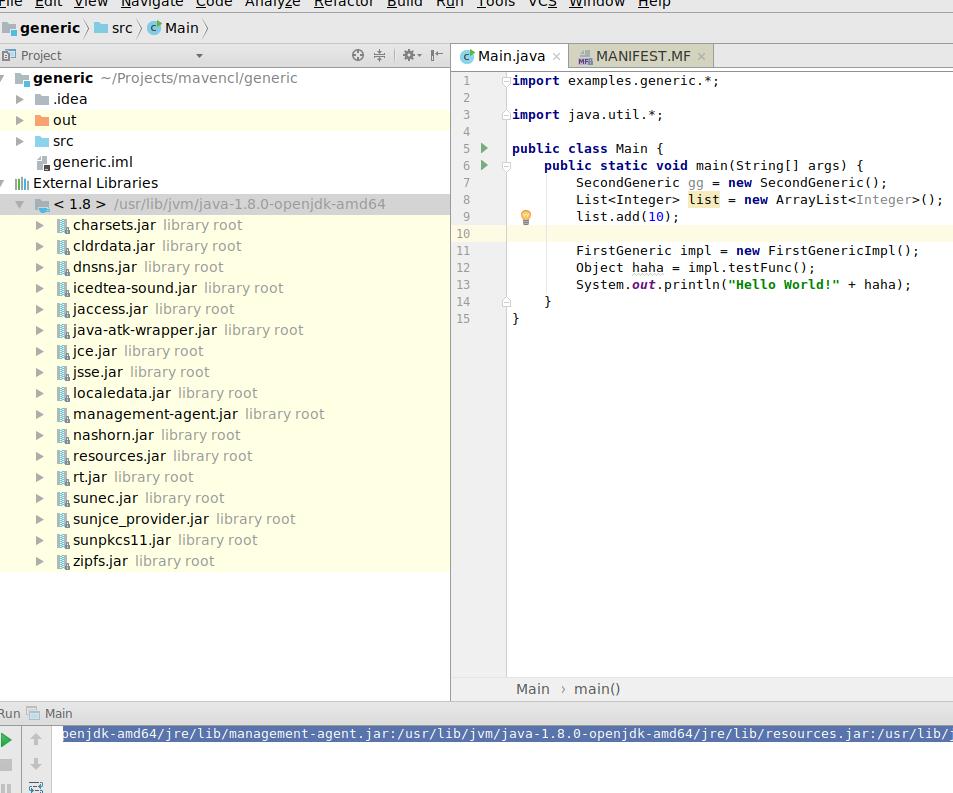 File Edit View Navigate Code Analyze Refactor Build Run Tools VCS Window Help
generic src Main
Project
Main.java MANIFEST.MF
generic ~/Projects/mavencl/generic
.idea
out
src
generic.iml
External Libraries
< 1.8 > /usr/lib/jvm/java-1.8.0-openjdk-amd64
charsets.jar library root
cldrdata.jar library root
dnsns.jar library root
icedtea-sound.jar library root
jaccess.jar library root
java-atk-wrapper.jar library root
jce.jar library root
jsse.jar library root
localedata.jar library root
management-agent.jar library root
nashorn.jar library root
resources.jar library root
rt.jar library root
sunec.jar library root
sunjce_provider.jar library root
sunpkcs11.jar library root
zipfs.jar library root
1 import examples.generic.*;
2
3 import java.util.*;
4
5 public class Main {
6 public static void main(String[] args) {
7 SecondGeneric gg = new SecondGeneric();
8 List<Integer> list = new ArrayList<Integer>();
9 list.add(10);
10
11 FirstGeneric impl = new FirstGenericImpl();
12 Object haha = impl.testFunc();
13 System.out.println("Hello World!" + haha);
14 }
15 }
Main › main()
Run Main
openjdk-amd64/jre/lib/management-agent.jar:/usr/lib/jvm/java-1.8.0-openjdk-amd64/jre/lib/resources.jar:/usr/lib/j